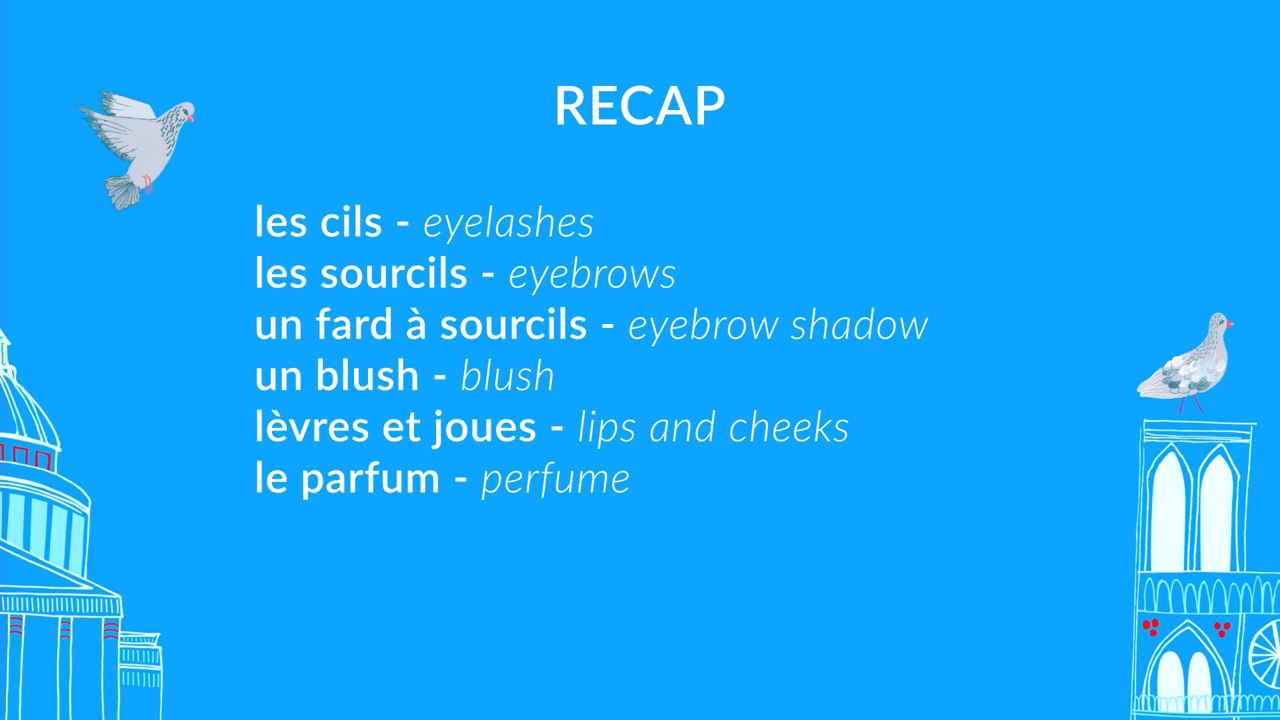 RECAP
les cils - eyelashes
les sourcils - eyebrows
un fard à sourcils - eyebrow shadow
un blush - blush
lèvres et joues - lips and cheeks
le parfum - perfume